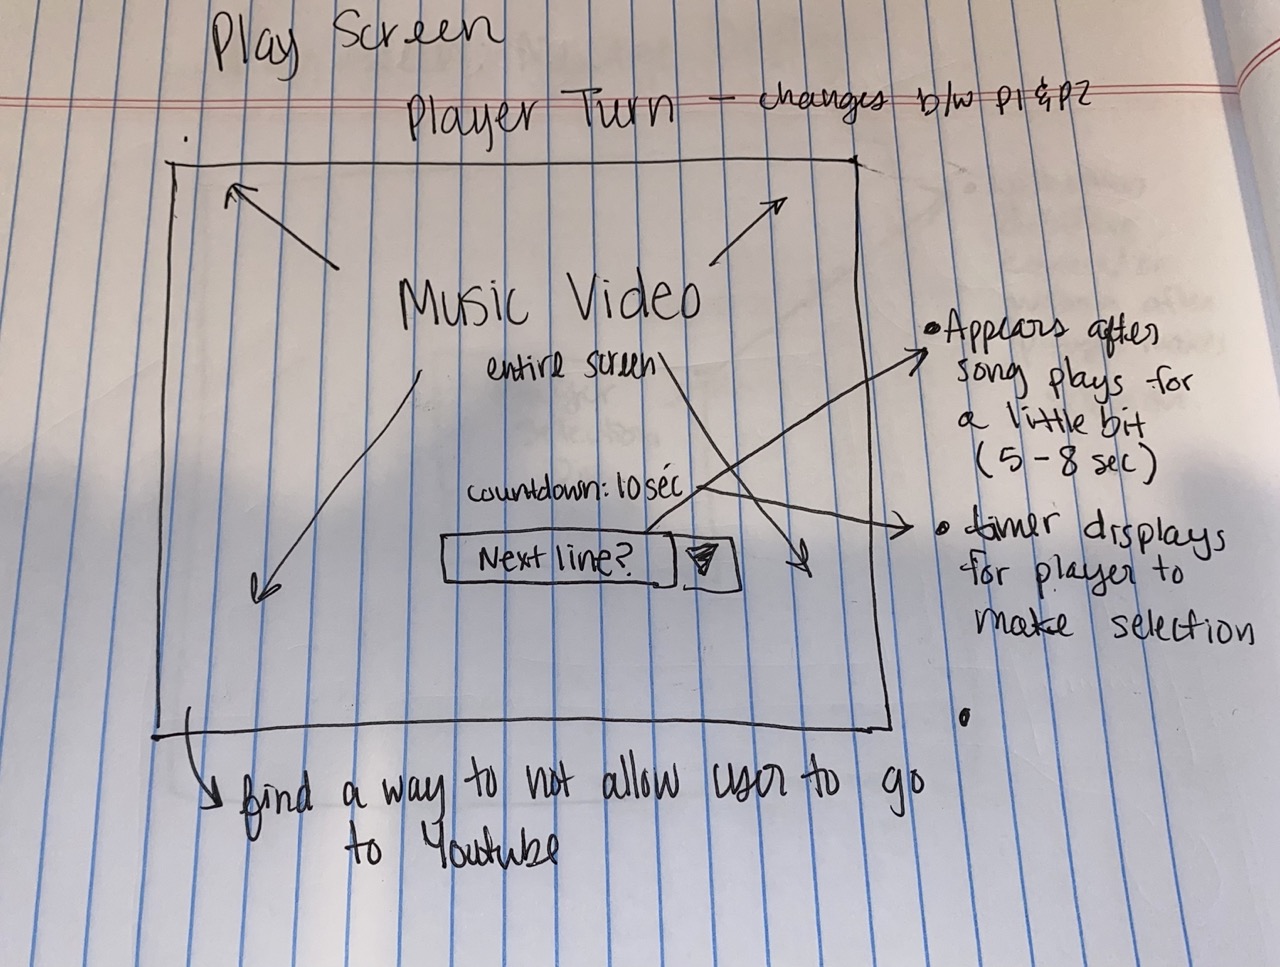 Play Screen
Player Turn - changes b/w p1 & p2
Music Video
entire screen
countdown: 10 sec
Next line?
• Appears after
song plays for
a little bit
(5-8 sec)
• timer displays
for player to
make selection
•
find a way to not allow user to go
to Youtube